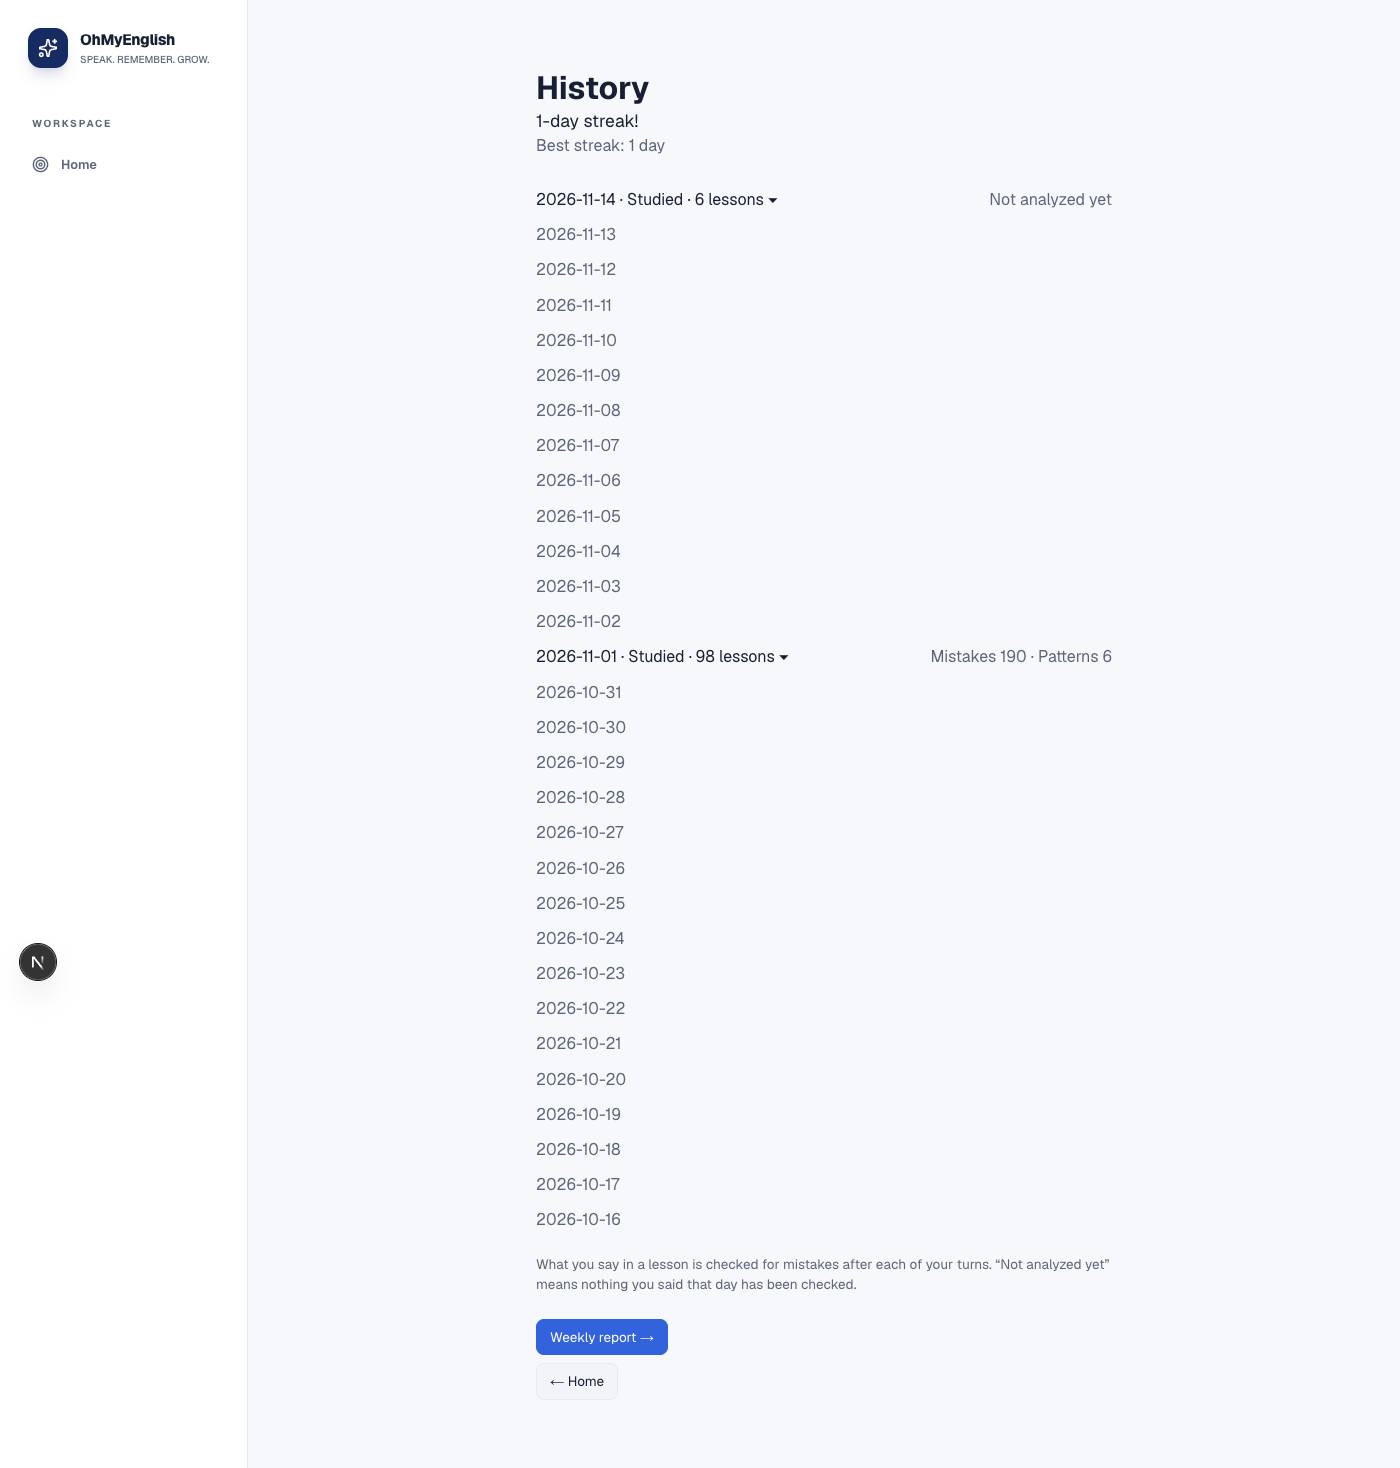 OhMyEnglish
SPEAK. REMEMBER. GROW.
WORKSPACE
Home
History
1-day streak!
Best streak: 1 day
2026-11-14 · Studied · 6 lessons Not analyzed yet
2026-11-13
2026-11-12
2026-11-11
2026-11-10
2026-11-09
2026-11-08
2026-11-07
2026-11-06
2026-11-05
2026-11-04
2026-11-03
2026-11-02
2026-11-01 · Studied · 98 lessons Mistakes 190 · Patterns 6
2026-10-31
2026-10-30
2026-10-29
2026-10-28
2026-10-27
2026-10-26
2026-10-25
2026-10-24
2026-10-23
2026-10-22
2026-10-21
2026-10-20
2026-10-19
2026-10-18
2026-10-17
2026-10-16
What you say in a lesson is checked for mistakes after each of your turns. “Not analyzed yet”
means nothing you said that day has been checked.
Weekly report →
← Home
N